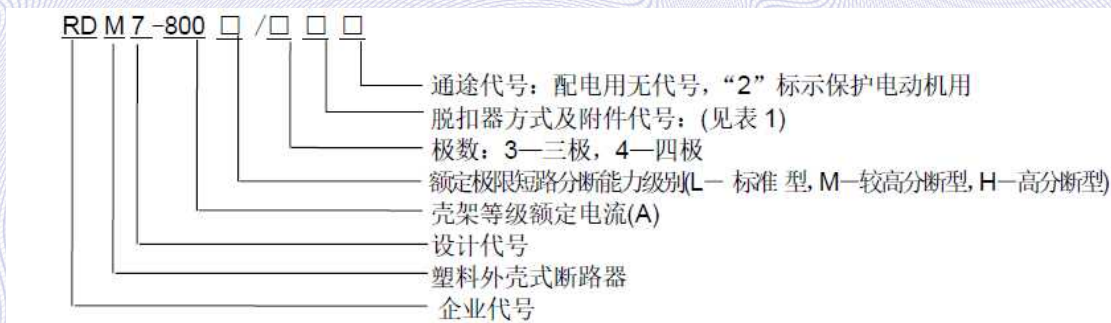 RD M 7 -800 □ /□ □ □
通途代号：配电用无代号，“2”标示保护电动机用
脱扣器方式及附件代号：(见表 1)
极数：3—三极，4—四极
额定极限短路分断能力级别(L－ 标准 型, M－较高分断型, H－高分断型)
壳架等级额定电流(A)
设计代号
塑料外壳式断路器
企业代号